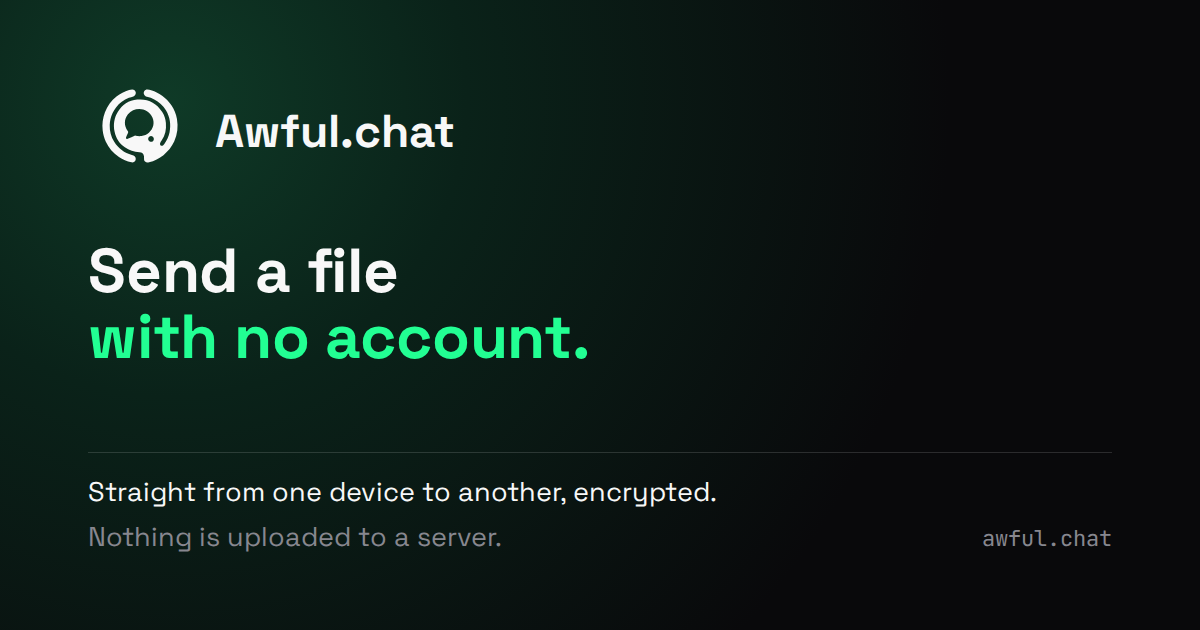 Awful.chat
Send a file
with no account.
Straight from one device to another, encrypted.
Nothing is uploaded to a server.
awful.chat